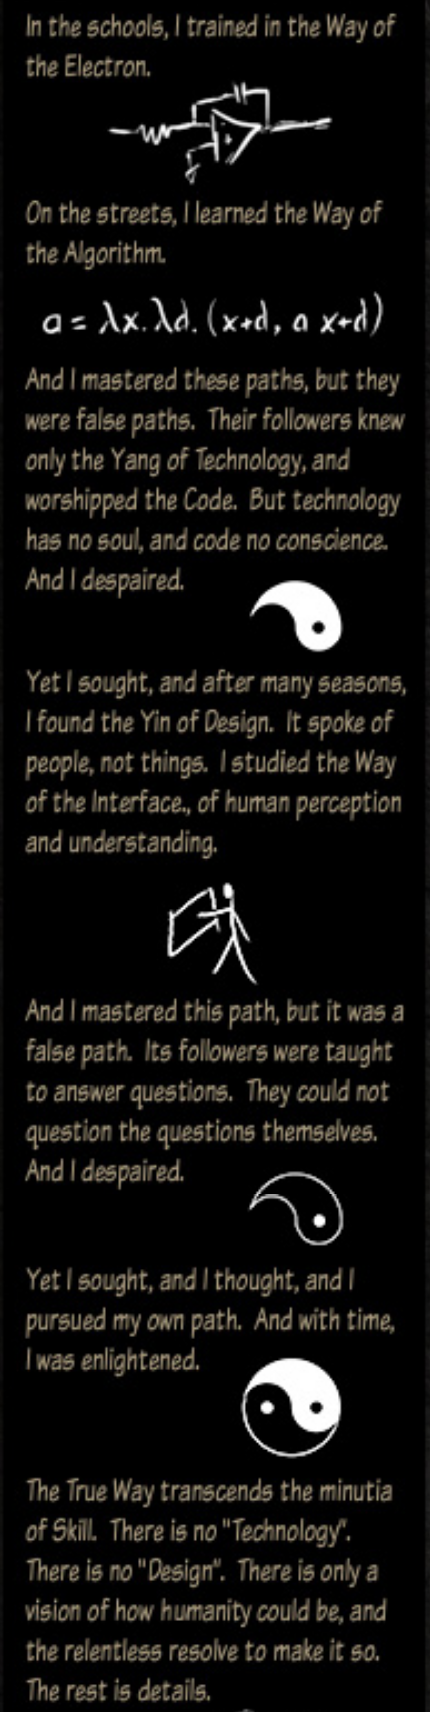 In the schools, I trained in the Way of
the Electron.
On the streets, I learned the Way of
the Algorithm.
a = λx.λd.(x+d, a x+d)
And I mastered these paths, but they
were false paths. Their followers knew
only the Yang of Technology, and
worshipped the Code. But technology
has no soul, and code no conscience.
And I despaired.
Yet I sought, and after many seasons,
I found the Yin of Design. It spoke of
people, not things. I studied the Way
of the Interface., of human perception
and understanding.
And I mastered this path, but it was a
false path. Its followers were taught
to answer questions. They could not
question the questions themselves.
And I despaired.
Yet I sought, and I thought, and I
pursued my own path. And with time,
I was enlightened.
The True Way transcends the minutia
of Skill. There is no "Technology".
There is no "Design". There is only a
vision of how humanity could be, and
the relentless resolve to make it so.
The rest is details.